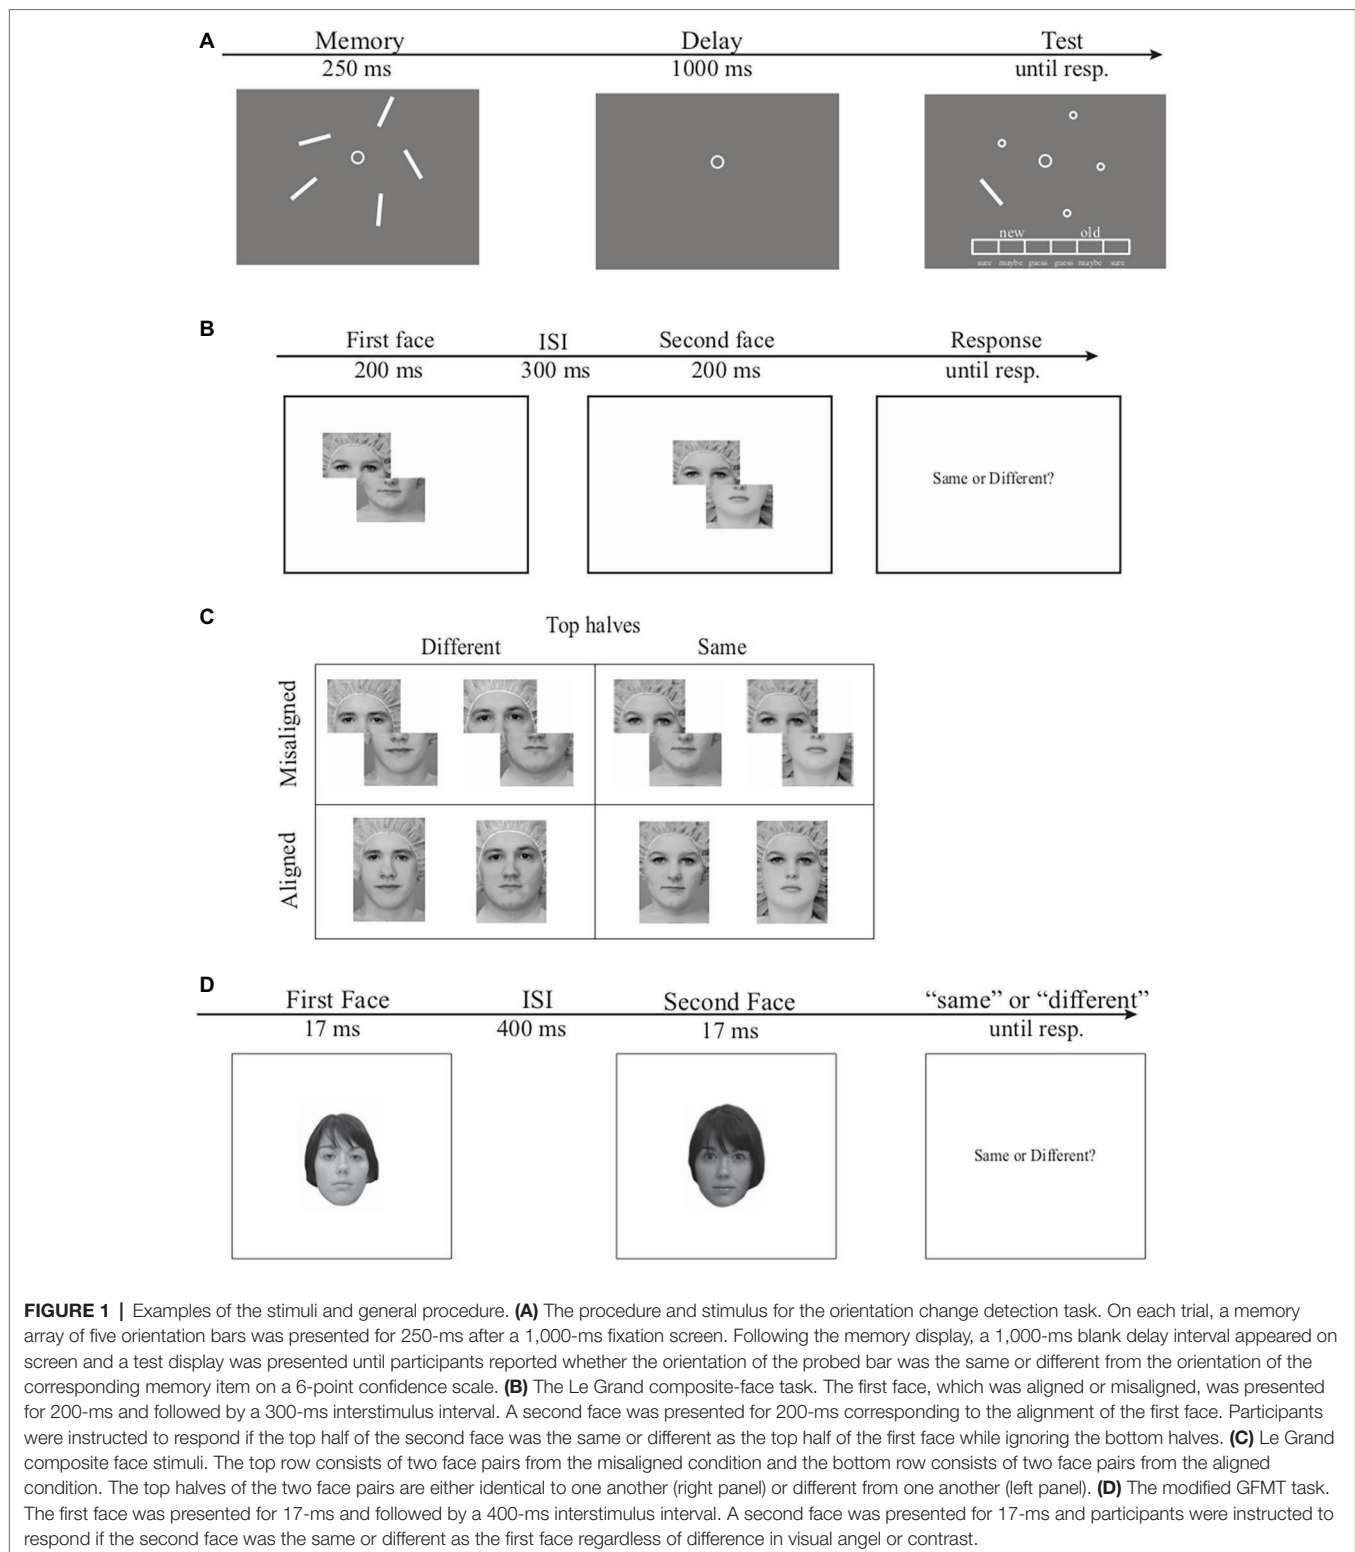 A
Memory Delay Test
250 ms 1000 ms until resp.
new old
sure maybe guess guess maybe sure
B
First face ISI Second face Response
200 ms 300 ms 200 ms until resp.
Same or Different?
C
Top halves
Different Same
Misaligned
Aligned
D
First Face ISI Second Face “same” or “different”
17 ms 400 ms 17 ms until resp.
Same or Different?
FIGURE 1 | Examples of the stimuli and general procedure. (A) The procedure and stimulus for the orientation change detection task. On each trial, a memory
array of five orientation bars was presented for 250-ms after a 1,000-ms fixation screen. Following the memory display, a 1,000-ms blank delay interval appeared on
screen and a test display was presented until participants reported whether the orientation of the probed bar was the same or different from the orientation of the
corresponding memory item on a 6-point confidence scale. (B) The Le Grand composite-face task. The first face, which was aligned or misaligned, was presented
for 200-ms and followed by a 300-ms interstimulus interval. A second face was presented for 200-ms corresponding to the alignment of the first face. Participants
were instructed to respond if the top half of the second face was the same or different as the top half of the first face while ignoring the bottom halves. (C) Le Grand
composite face stimuli. The top row consists of two face pairs from the misaligned condition and the bottom row consists of two face pairs from the aligned
condition. The top halves of the two face pairs are either identical to one another (right panel) or different from one another (left panel). (D) The modified GFMT task.
The first face was presented for 17-ms and followed by a 400-ms interstimulus interval. A second face was presented for 17-ms and participants were instructed to
respond if the second face was the same or different as the first face regardless of difference in visual angel or contrast.